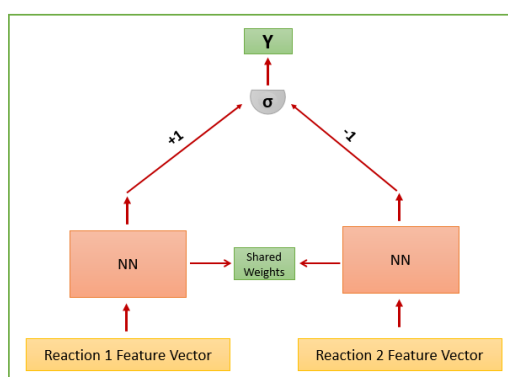 Y
σ
+1
-1
NN
Shared
Weights
NN
Reaction 1 Feature Vector
Reaction 2 Feature Vector